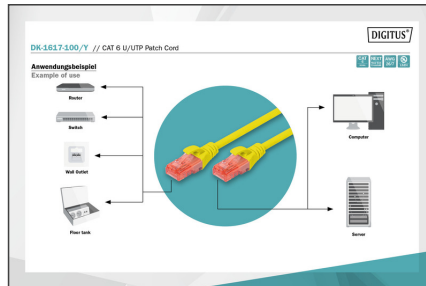 DIGITUS®
DK-1617-100/Y // CAT 6 U/UTP Patch Cord
Anwendungsbeispiel
Example of use
Router
Switch
Wall Outlet
Floor tank
Computer
Server